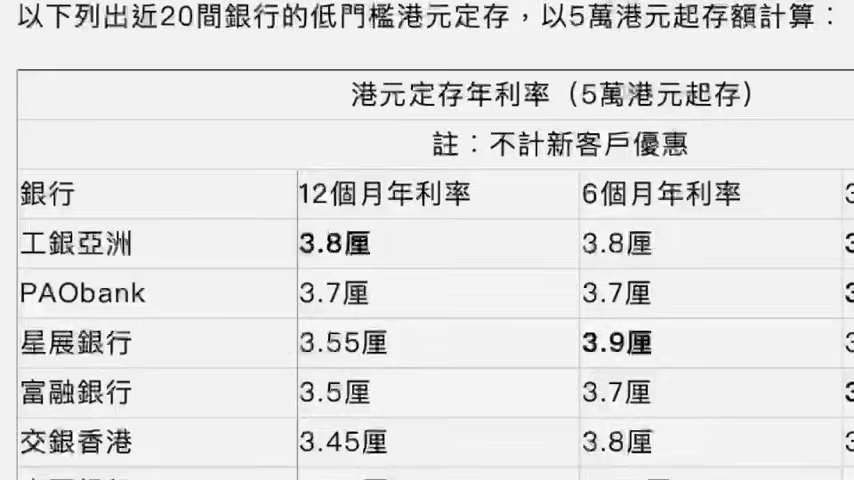 以下列出近20間銀行的低門檻港元定存，以5萬港元起存額計算：
港元定存年利率（5萬港元起存）
註：不計新客戶優惠
銀行 12個月年利率 6個月年利率
工銀亞洲 3.8厘 3.8厘
PAObank 3.7厘 3.7厘
星展銀行 3.55厘 3.9厘
富融銀行 3.5厘 3.7厘
交銀香港 3.45厘 3.8厘